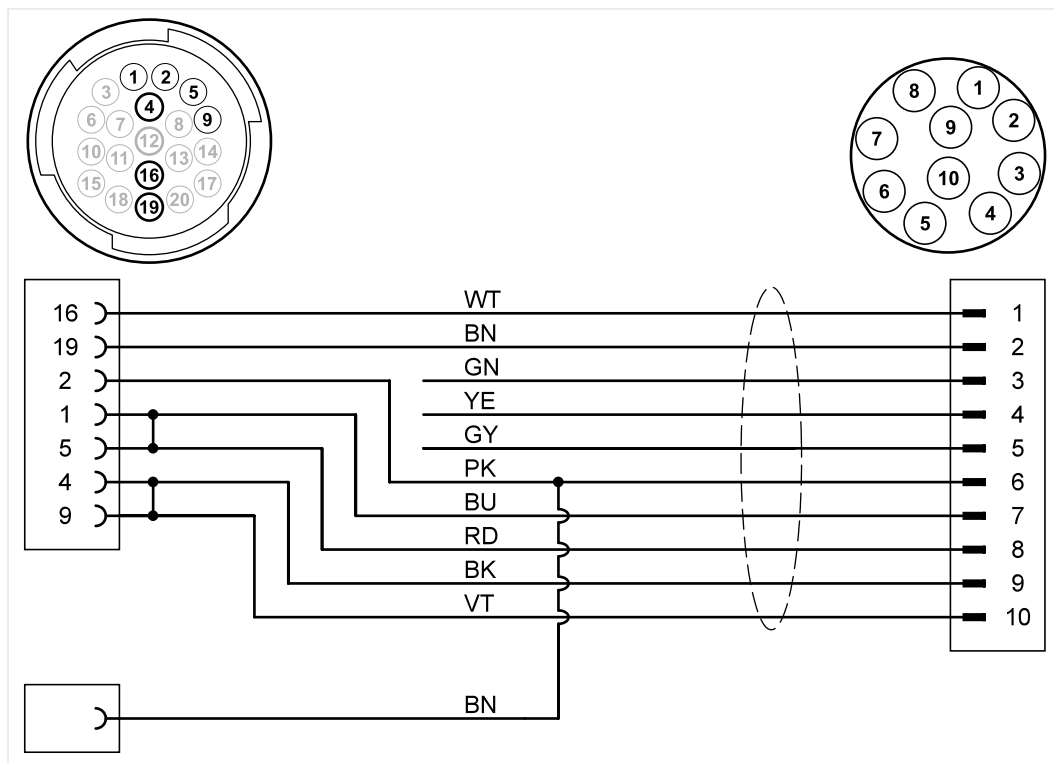 1 2
3 5
4
6 7 8 9
12
10 11 13 14
16
15 17
18 20
19
8 1
9 2
7
10 3
6
5 4
16 WT 1
19 BN 2
2 GN 3
1 YE 4
5 GY 5
4 PK 6
9 BU 7
RD 8
BK 9
VT 10
BN